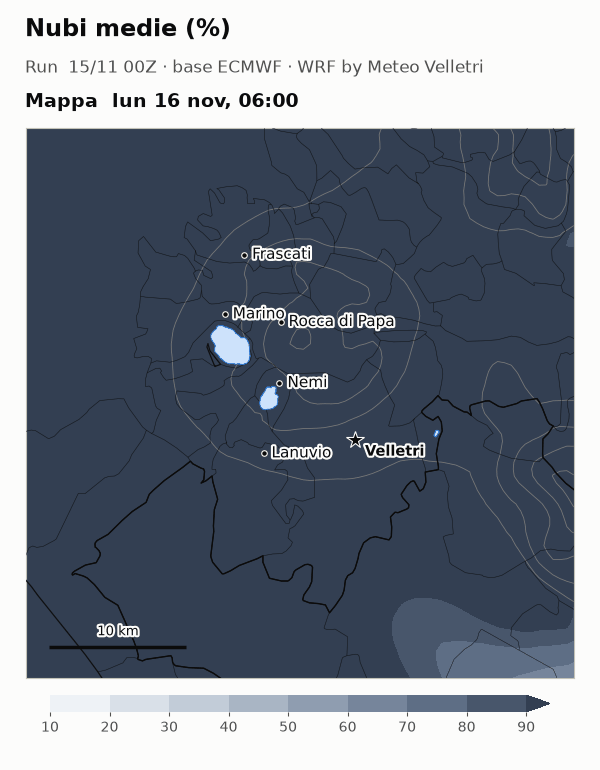 Nubi medie (%)
Run  15/11 00Z · base ECMWF · WRF by Meteo Velletri
Mappa  lun 16 nov, 06:00
Frascati
Marino
Rocca di Papa
Nemi
Velletri
Lanuvio
10 km
10 20 30 40 50 60 70 80 90